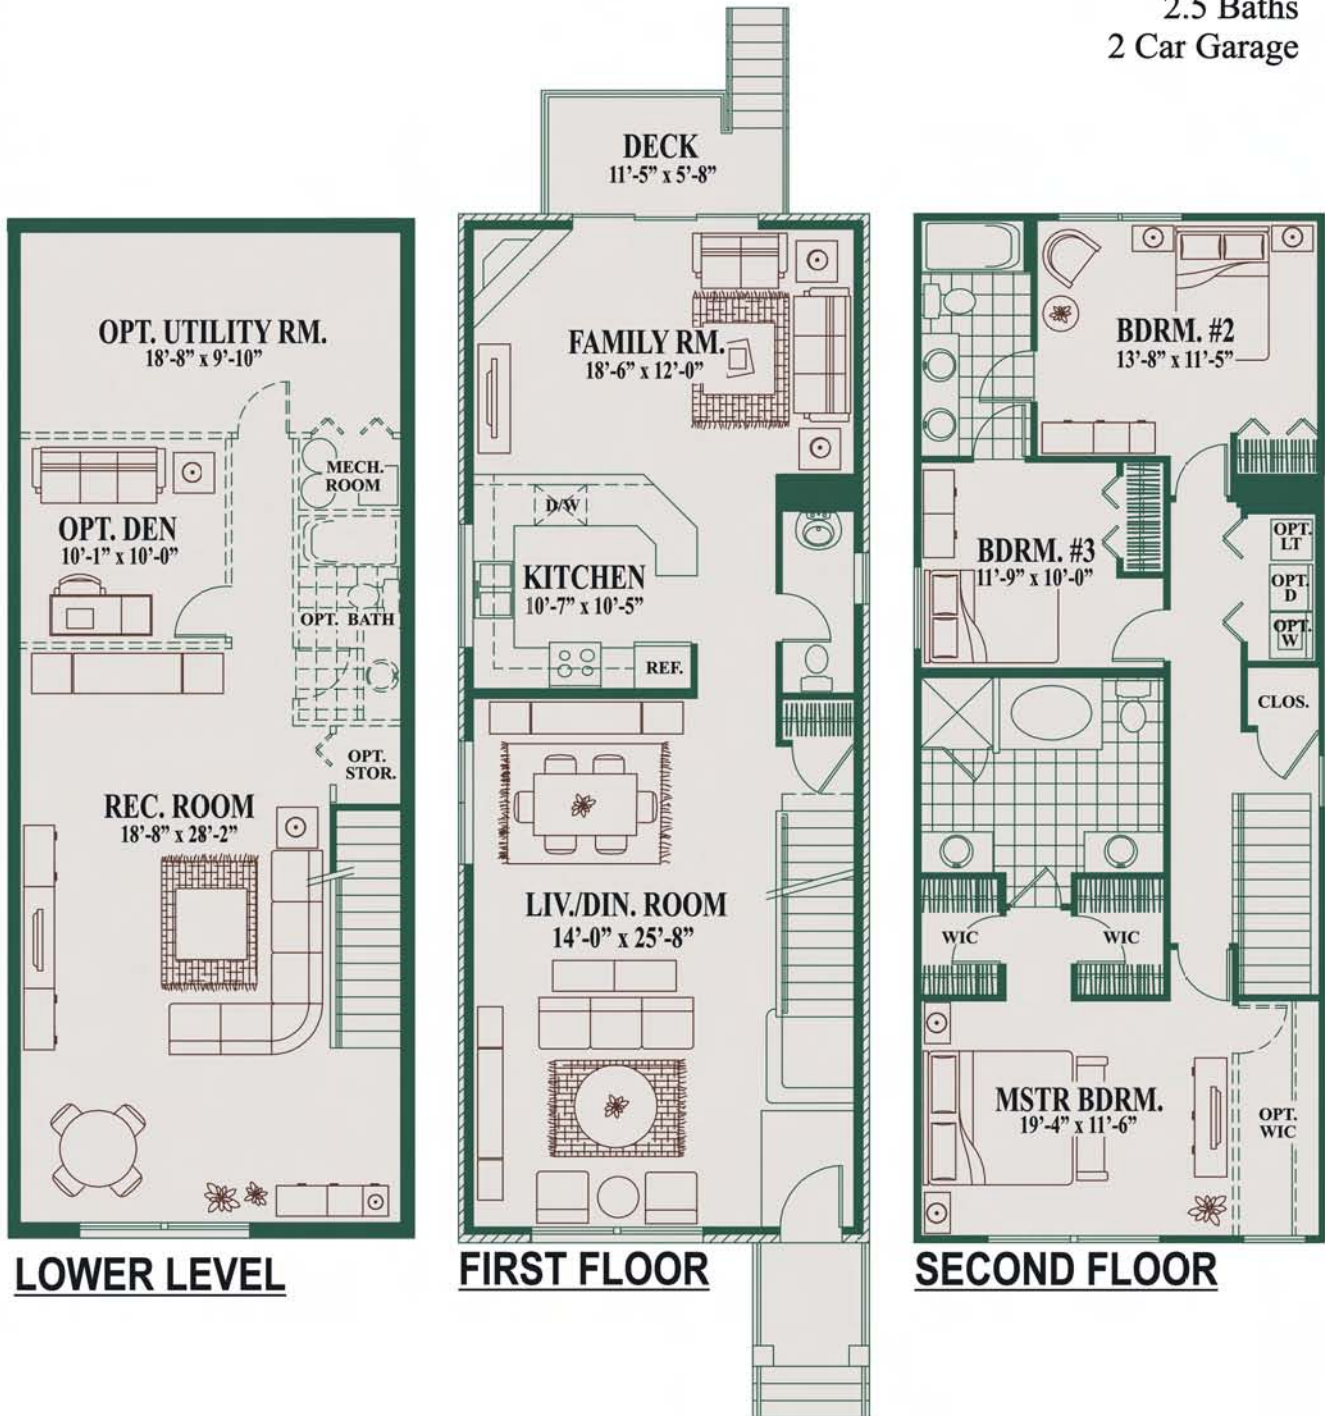 2.5 Baths
2 Car Garage
OPT. UTILITY RM.
18'-8" x 9'-10"
MECH.
ROOM
OPT. DEN
10'-1" x 10'-0"
OPT. BATH
OPT.
STOR.
REC. ROOM
18'-8" x 28'-2"
LOWER LEVEL
DECK
11'-5" x 5'-8"
FAMILY RM.
18'-6" x 12'-0"
D/W
KITCHEN
10'-7" x 10'-5"
REF.
LIV./DIN. ROOM
14'-0" x 25'-8"
FIRST FLOOR
BDRM. #2
13'-8" x 11'-5"
BDRM. #3
11'-9" x 10'-0"
OPT.
LT
OPT.
D
OPT.
W
CLOS.
WIC
WIC
MSTR BDRM.
19'-4" x 11'-6"
OPT.
WIC
SECOND FLOOR